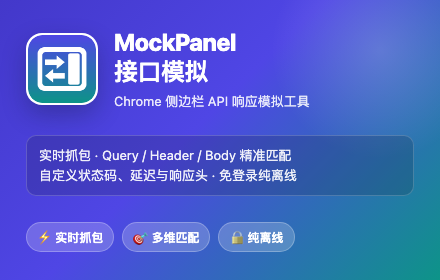 MockPanel
接口模拟
Chrome 侧边栏 API 响应模拟工具
实时抓包 · Query / Header / Body 精准匹配
自定义状态码、延迟与响应头 · 免登录纯离线
⚡ 实时抓包
🎯 多维匹配
🔒 纯离线